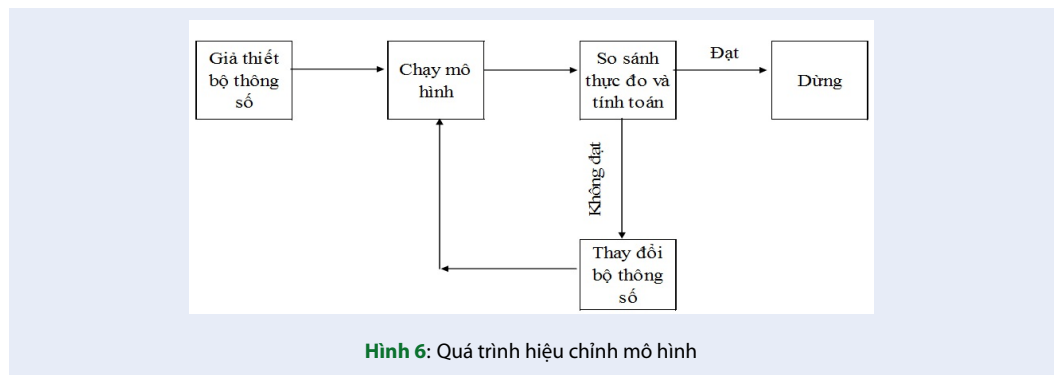 Giả thiết
bộ thông
số
Chạy mô
hình
So sánh
thực đo và
tính toán
Đạt
Dừng
Không đạt
Thay đổi
bộ thông
số
Hình 6: Quá trình hiệu chỉnh mô hình